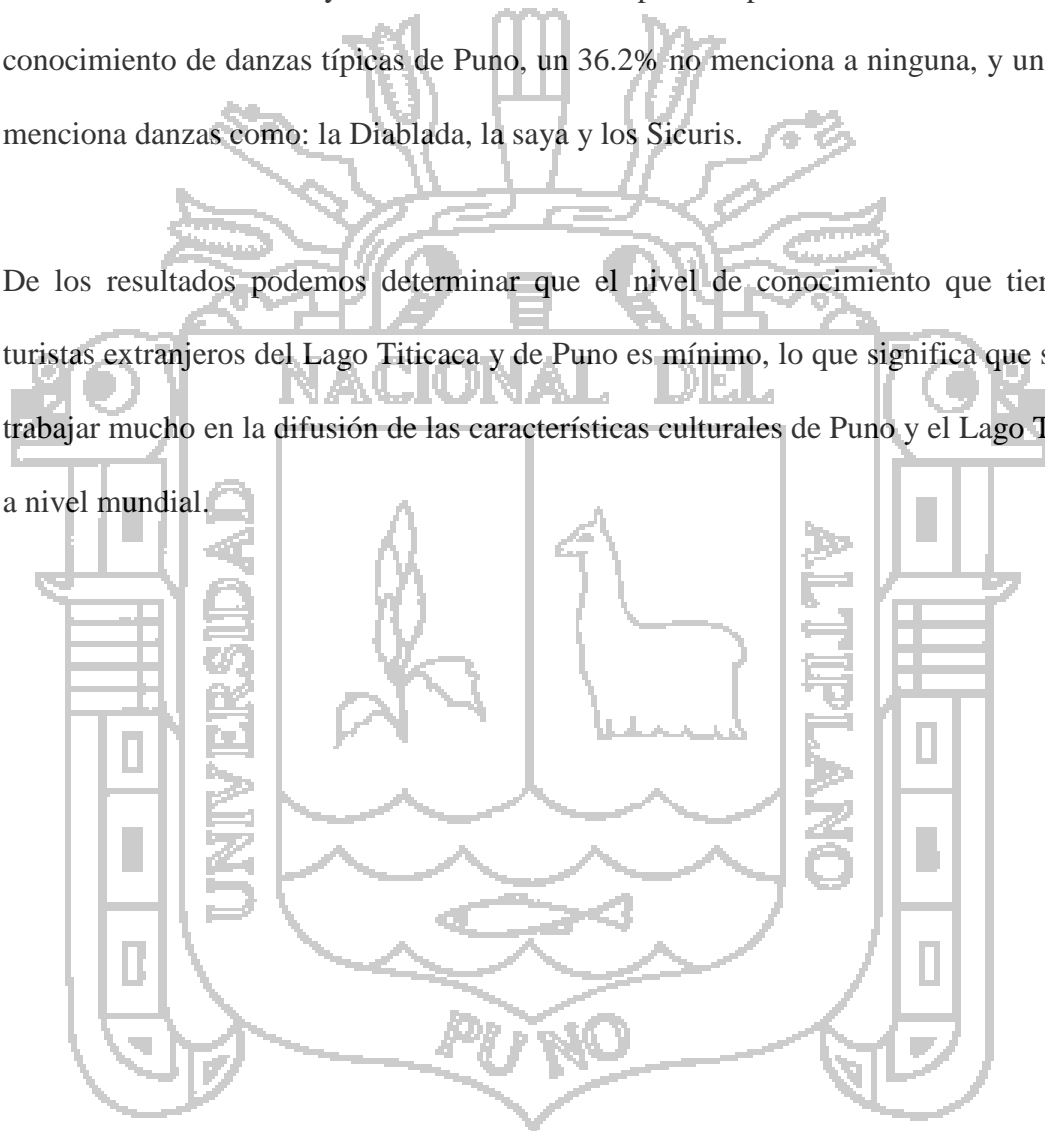 conocimiento de danzas típicas de Puno, un 36.2% no menciona a ninguna, y un
menciona danzas como: la Diablada, la saya y los Sicuris.
De los resultados podemos determinar que el nivel de conocimiento que
turistas extranjeros del Lago Titicaca y de Puno es mínimo, lo que significa que
trabajar mucho en la difusión de las características culturales de Puno y el Lago
a nivel mundial.
NACIONAL DEL
UNIVERSIDAD
ALTIPLANO
PUNO